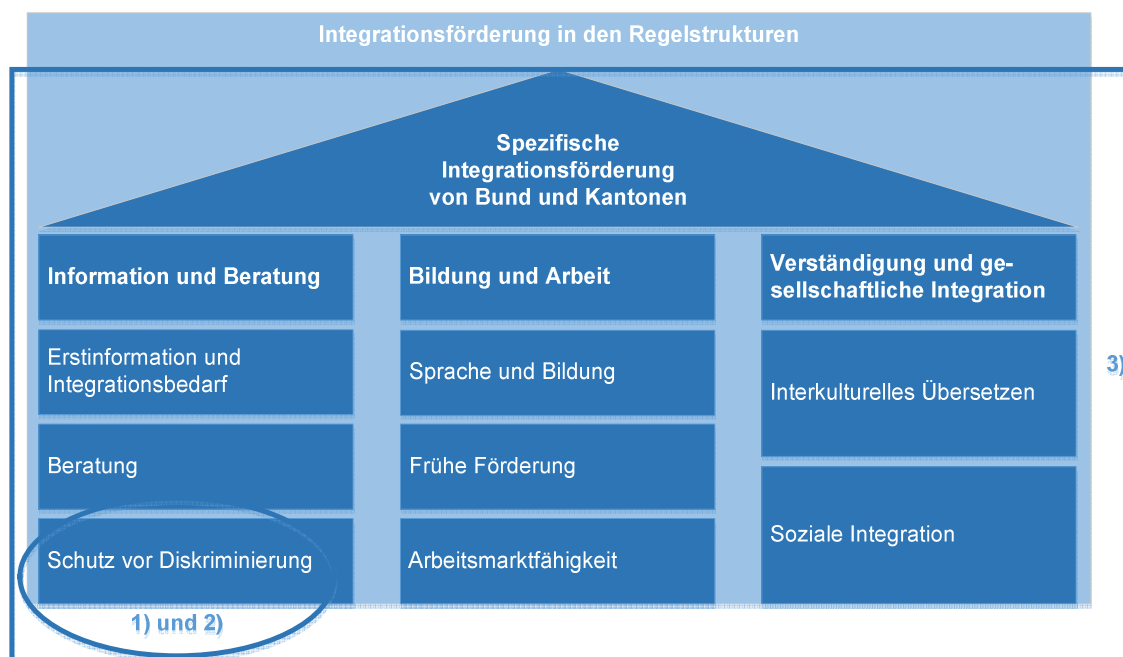 Integrationsförderung in den Regelstrukturen
Spezifische
Integrationsförderung
von Bund und Kantonen
Information und Beratung
Erstinformation und
Integrationsbedarf
Beratung
Schutz vor Diskriminierung
1) und 2)
Bildung und Arbeit
Sprache und Bildung
Frühe Förderung
Arbeitsmarktfähigkeit
Verständigung und ge-
sellschaftliche Integration
Interkulturelles Übersetzen
Soziale Integration
3)